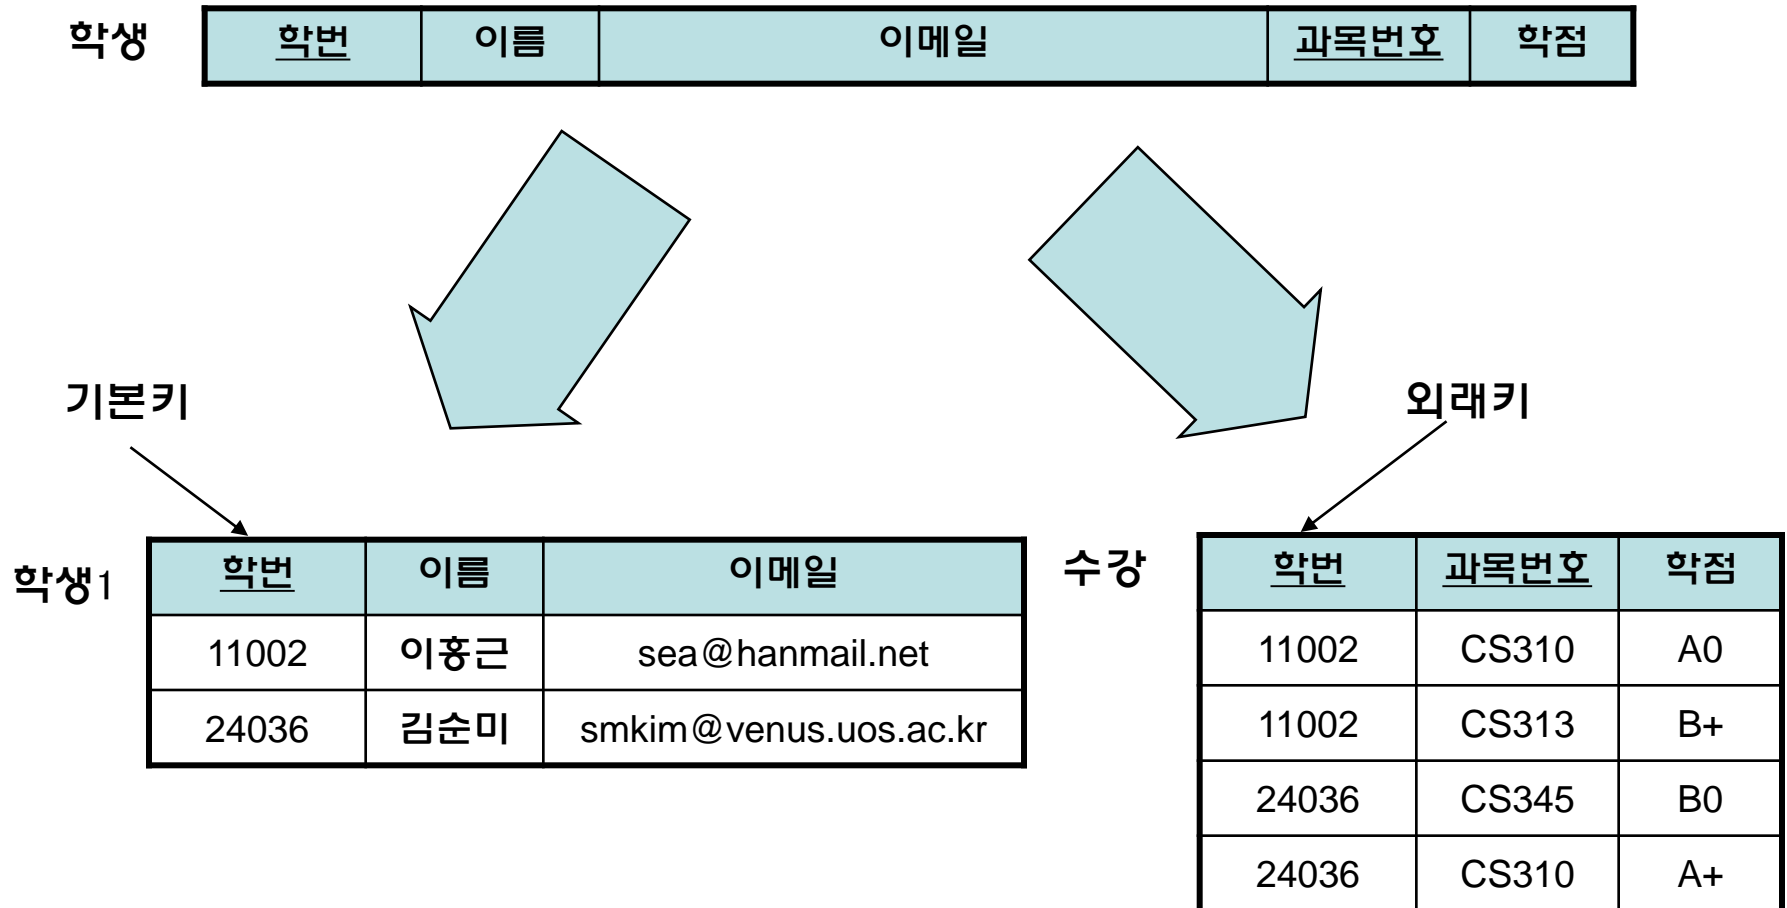 학생 학번 이름 이메일 과목번호 학점
기본키 외래키
학생1 학번 이름 이메일
11002 이홍근 sea@hanmail.net
24036 김순미 smkim@venus.uos.ac.kr
수강 학번 과목번호 학점
11002 CS310 A0
11002 CS313 B+
24036 CS345 B0
24036 CS310 A+